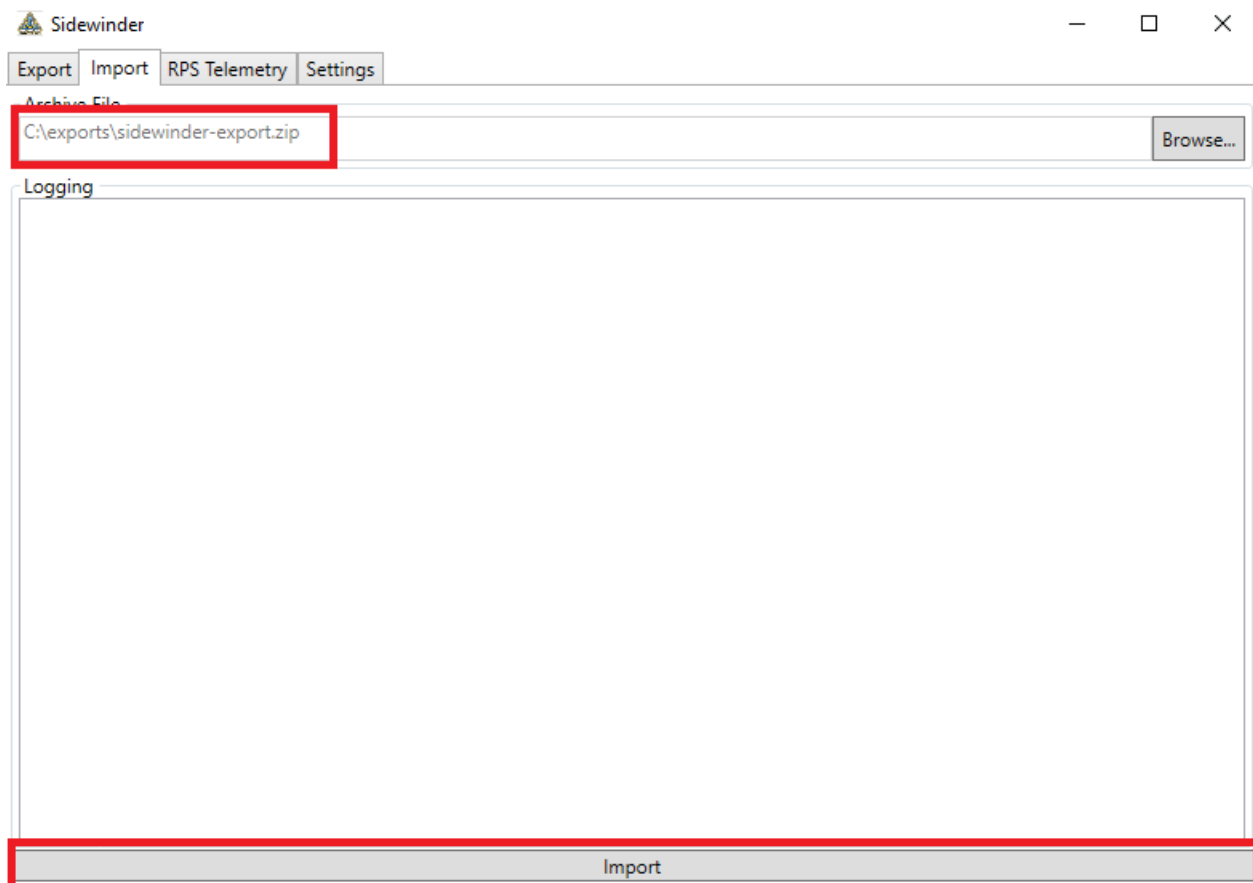 Sidewinder
Export Import RPS Telemetry Settings
Archive File
C:\exports\sidewinder-export.zip
Browse...
Logging
Import